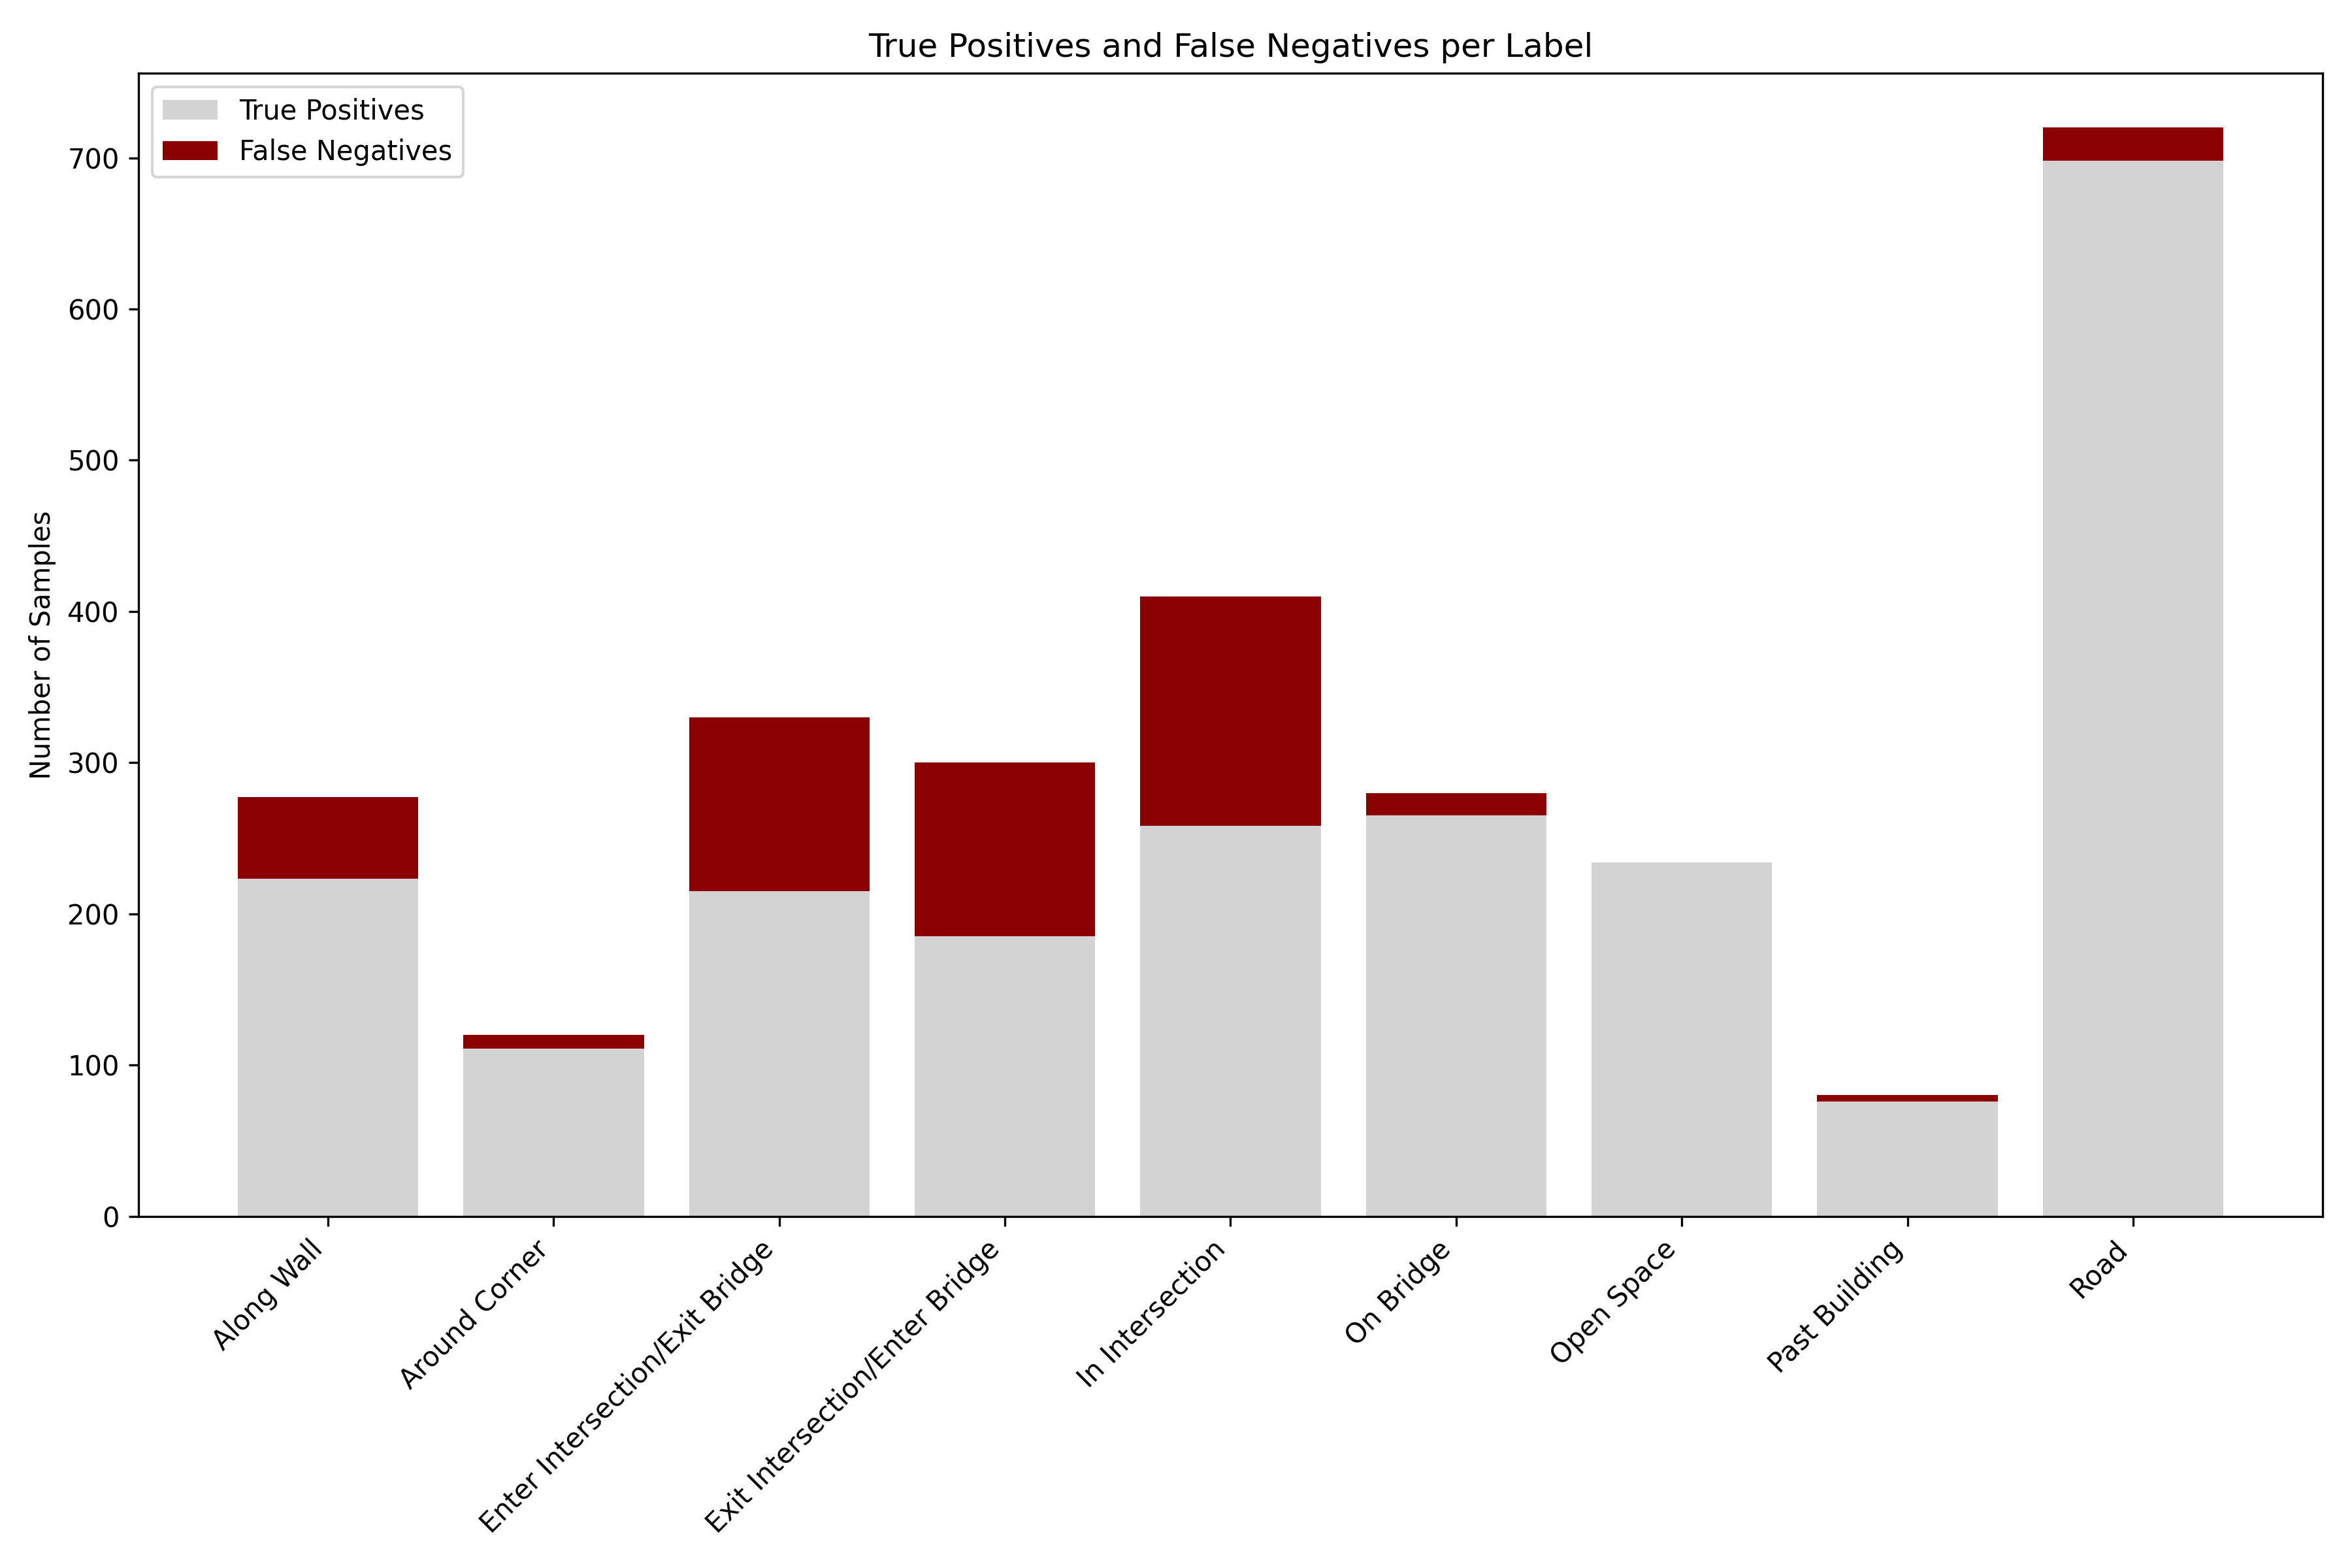 True Positives and False Negatives per Label
True Positives
False Negatives
Number of Samples
700
600
500
400
300
200
100
0
Along Wall
Around Corner
Enter Intersection/Exit Bridge
Exit Intersection/Enter Bridge
In Intersection
On Bridge
Open Space
Past Building
Road